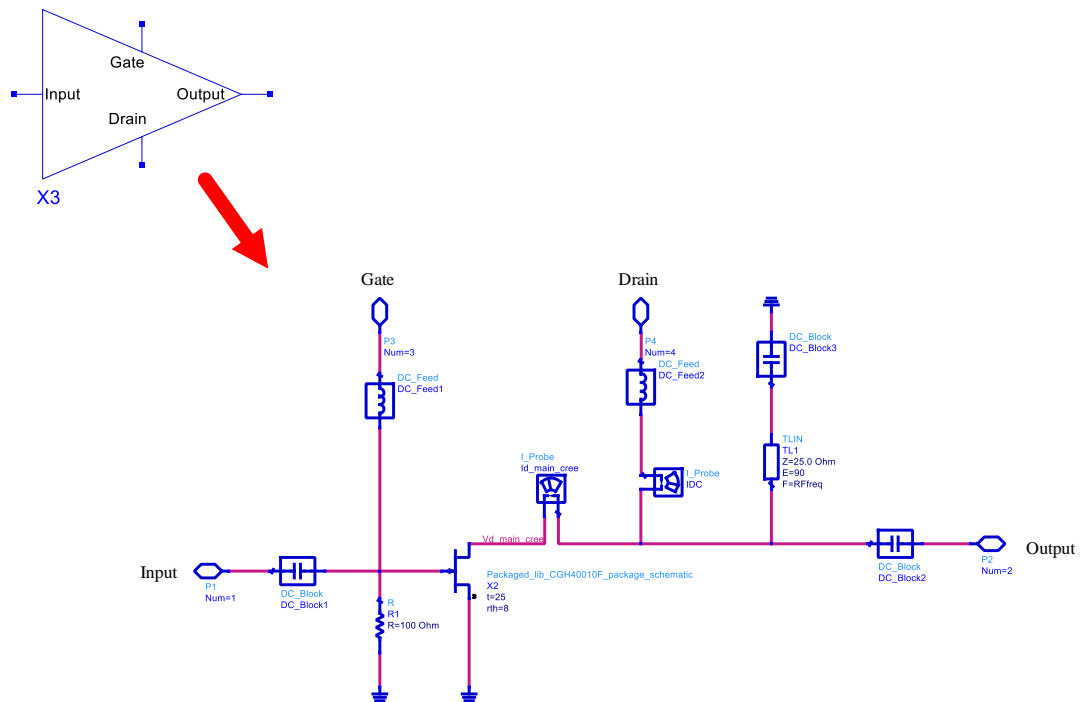 Gate
Input
Output
Drain
X3
Gate
Drain
P3
Num=3
P4
Num=4
DC_Block
DC_Block3
DC_Feed
DC_Feed1
DC_Feed
DC_Feed2
TLIN
TL1
Z=25.0 Ohm
E=90
F=RFfreq
I_Probe
Id_main_cree
I_Probe
IDC
Vd_main_cree
Input
P1
Num=1
DC_Block
DC_Block1
R
R1
R=100 Ohm
Packaged_lib_CGH40010F_package_schematic
X2
t=25
rth=8
DC_Block
DC_Block2
P2
Num=2
Output